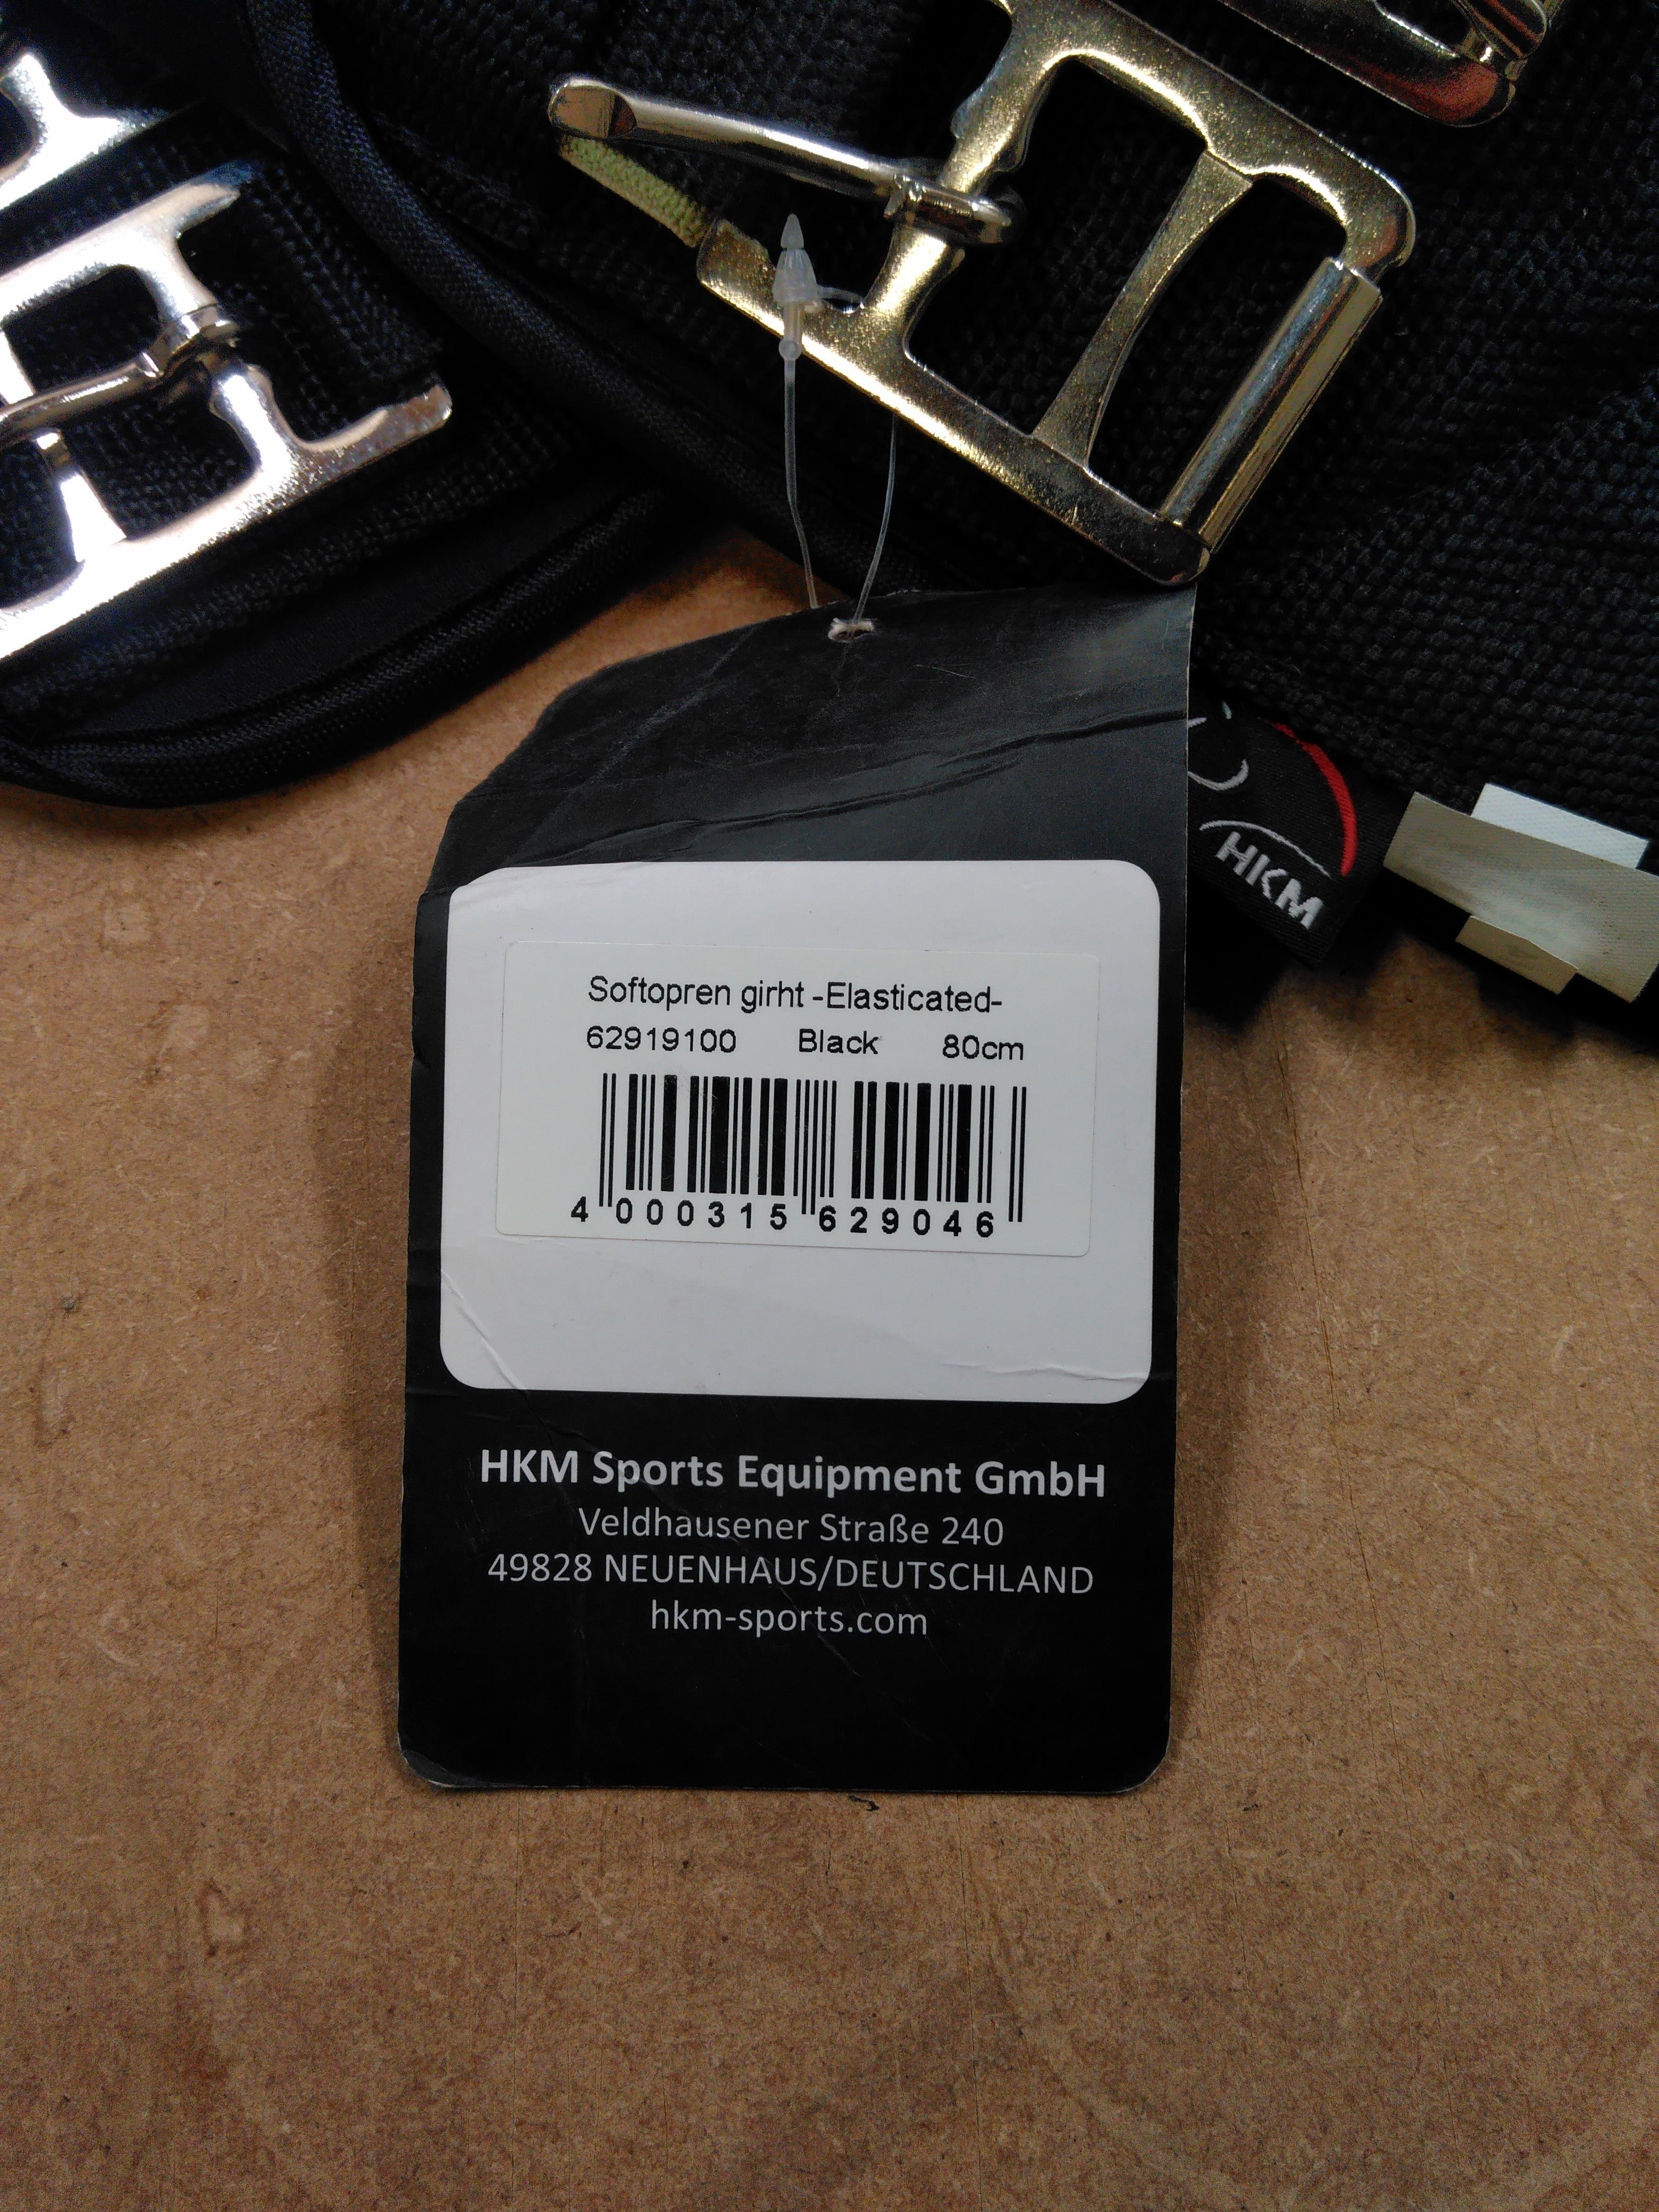 HKM
Softopren girht -Elasticated-
62919100 Black 80cm
4 000315 629046
HKM Sports Equipment GmbH
Veldhausener Straße 240
49828 NEUENHAUS/DEUTSCHLAND
hkm-sports.com